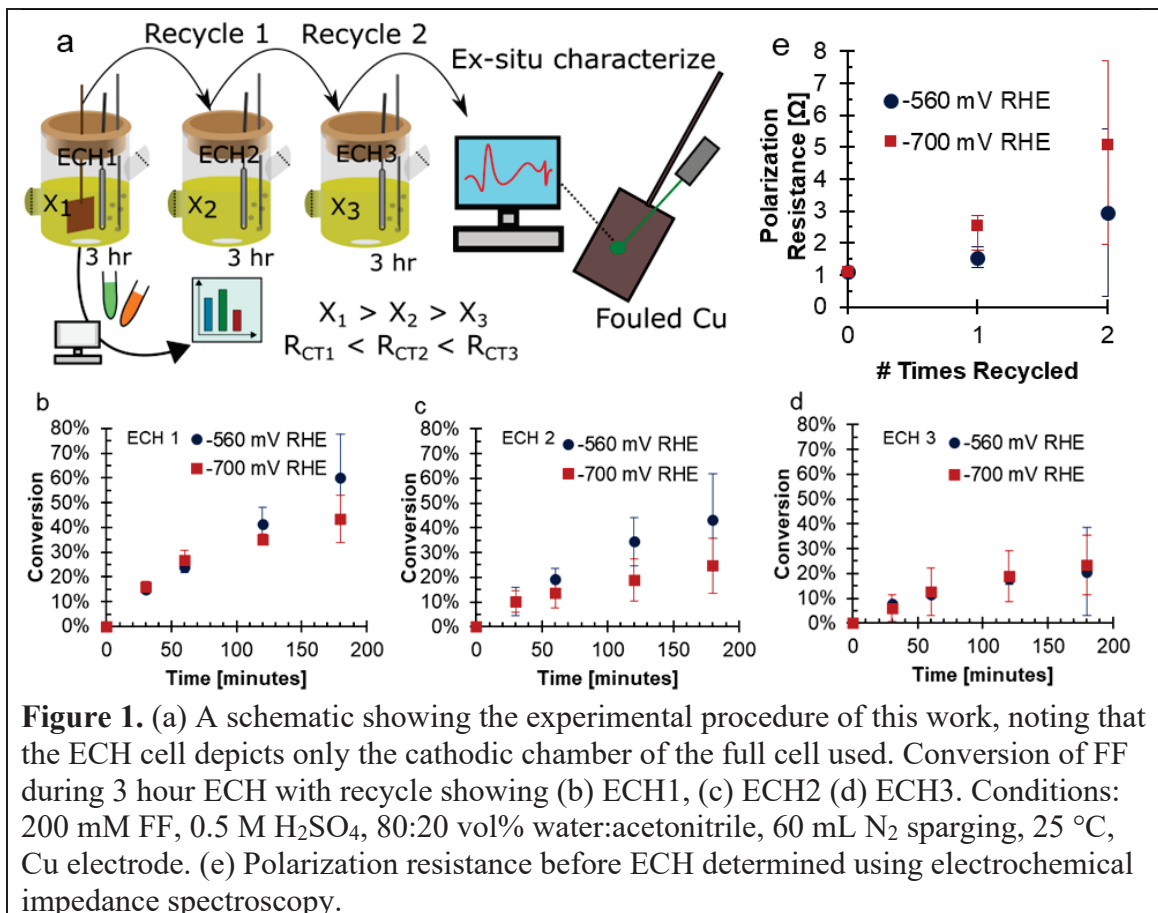 a
Recycle 1
Recycle 2
Ex-situ characterize
ECH1
ECH2
ECH3
X₁
X₂
X₃
3 hr
3 hr
3 hr
X₁ > X₂ > X₃
R_CT1 < R_CT2 < R_CT3
Fouled Cu
e
Polarization
Resistance [Ω]
8
7
6
5
4
3
2
1
0
-560 mV RHE
-700 mV RHE
0
1
2
# Times Recycled
b
ECH 1
-560 mV RHE
-700 mV RHE
Conversion
80%
70%
60%
50%
40%
30%
20%
10%
0%
0
50
100
150
200
Time [minutes]
c
ECH 2
-560 mV RHE
-700 mV RHE
Conversion
80%
70%
60%
50%
40%
30%
20%
10%
0%
0
50
100
150
200
Time [minutes]
d
ECH 3
-560 mV RHE
-700 mV RHE
Conversion
80%
70%
60%
50%
40%
30%
20%
10%
0%
0
50
100
150
200
Time [minutes]
Figure 1. (a) A schematic showing the experimental procedure of this work, noting that
the ECH cell depicts only the cathodic chamber of the full cell used. Conversion of FF
during 3 hour ECH with recycle showing (b) ECH1, (c) ECH2 (d) ECH3. Conditions:
200 mM FF, 0.5 M H₂SO₄, 80:20 vol% water:acetonitrile, 60 mL N₂ sparging, 25 °C,
Cu electrode. (e) Polarization resistance before ECH determined using electrochemical
impedance spectroscopy.